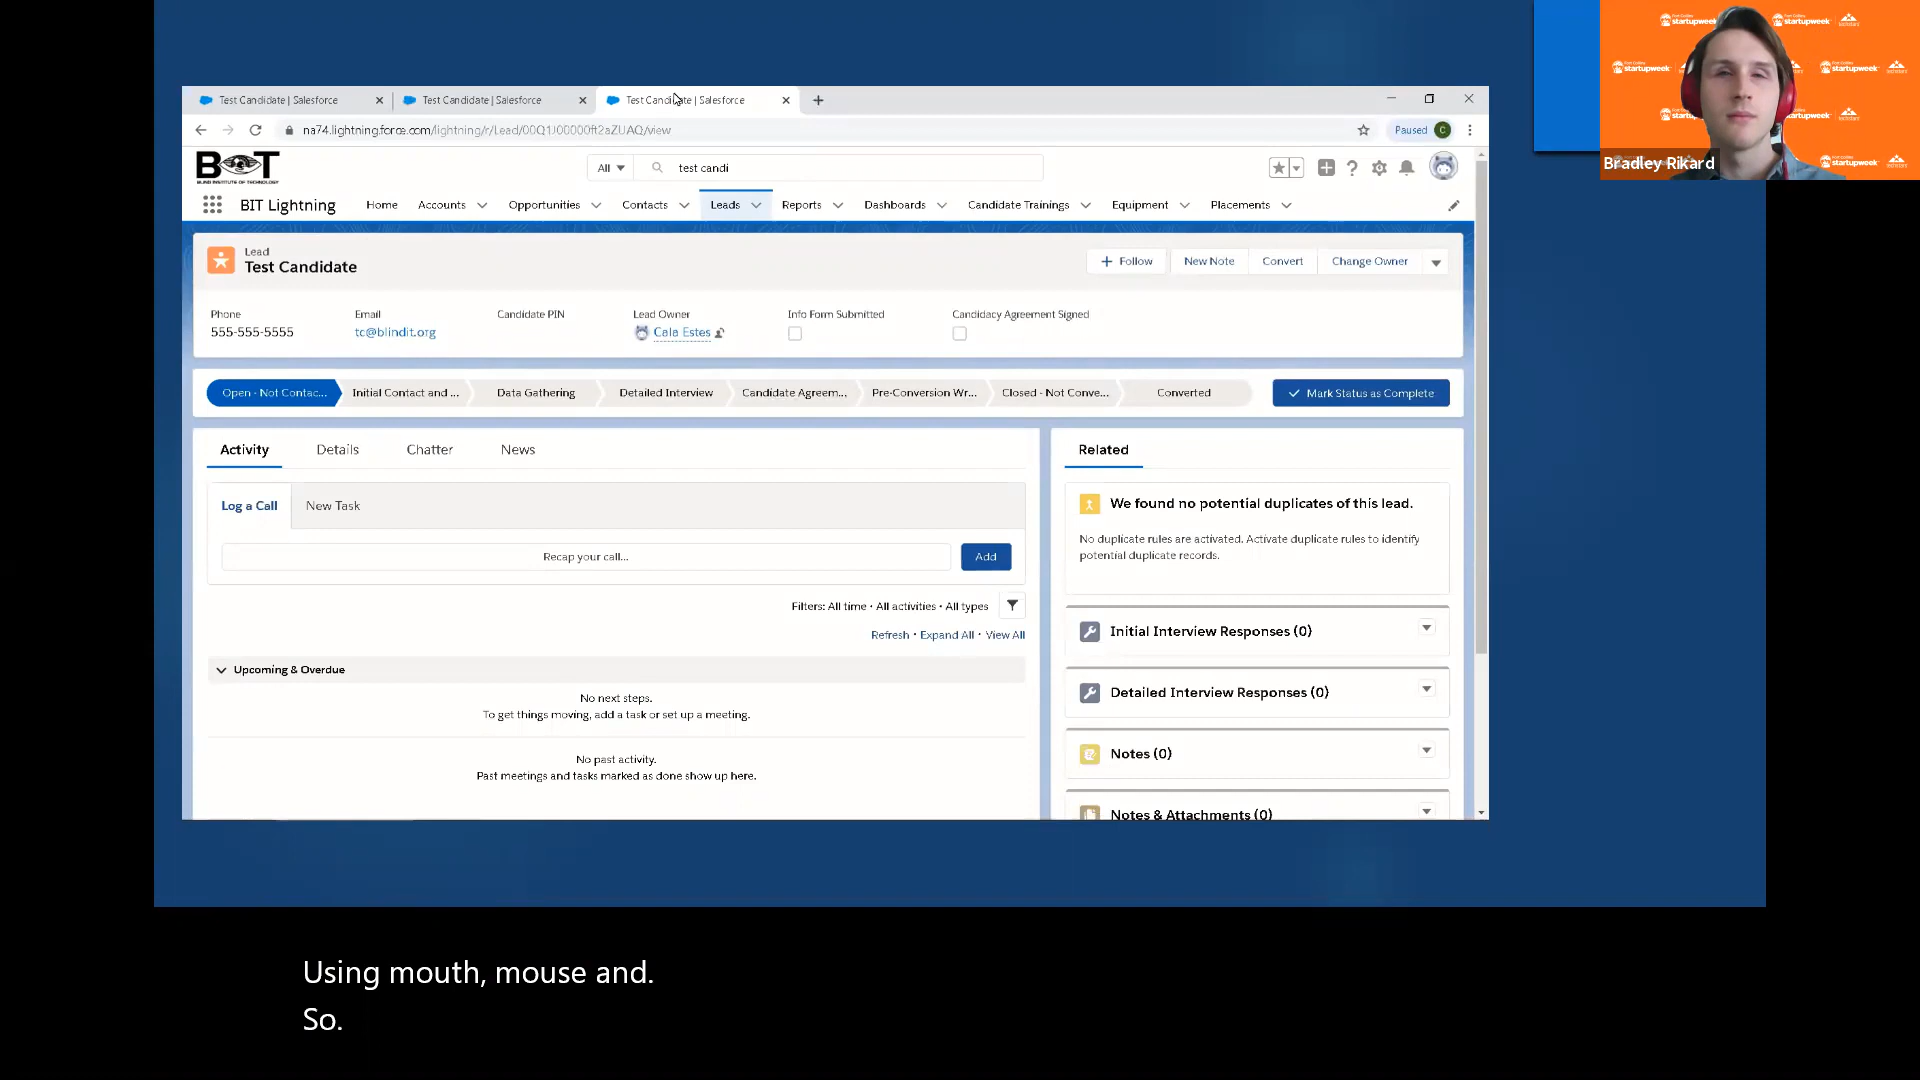 Test Candidate | Salesforce
Test Candidate | Salesforce
Test Candidate | Salesforce
na74.lightning.force.com/lightning/r/Lead/00Q1J00000ft2aZUAQ/view
Paused
C
BIT
BLIND INSTITUTE OF TECHNOLOGY
All
test candi
BIT Lightning
Home
Accounts
Opportunities
Contacts
Leads
Reports
Dashboards
Candidate Trainings
Equipment
Placements
Lead
Test Candidate
Follow
New Note
Convert
Change Owner
Phone
Email
Candidate PIN
Lead Owner
Info Form Submitted
Candidacy Agreement Signed
555-555-5555
tc@blindit.org
Cala Estes
Open - Not Contac...
Initial Contact and ...
Data Gathering
Detailed Interview
Candidate Agreem...
Pre-Conversion Wr...
Closed - Not Conve...
Converted
Mark Status as Complete
Activity
Details
Chatter
News
Log a Call
New Task
Recap your call...
Add
Filters: All time • All activities • All types
Refresh • Expand All • View All
Upcoming & Overdue
No next steps.
To get things moving, add a task or set up a meeting.
No past activity.
Past meetings and tasks marked as done show up here.
Related
We found no potential duplicates of this lead.
No duplicate rules are activated. Activate duplicate rules to identify
potential duplicate records.
Initial Interview Responses (0)
Detailed Interview Responses (0)
Notes (0)
Notes & Attachments (0)
startupweek
startupweek
startupweek
startupweek
startupweek
Bradley Rikard
Using mouth, mouse and.
So.